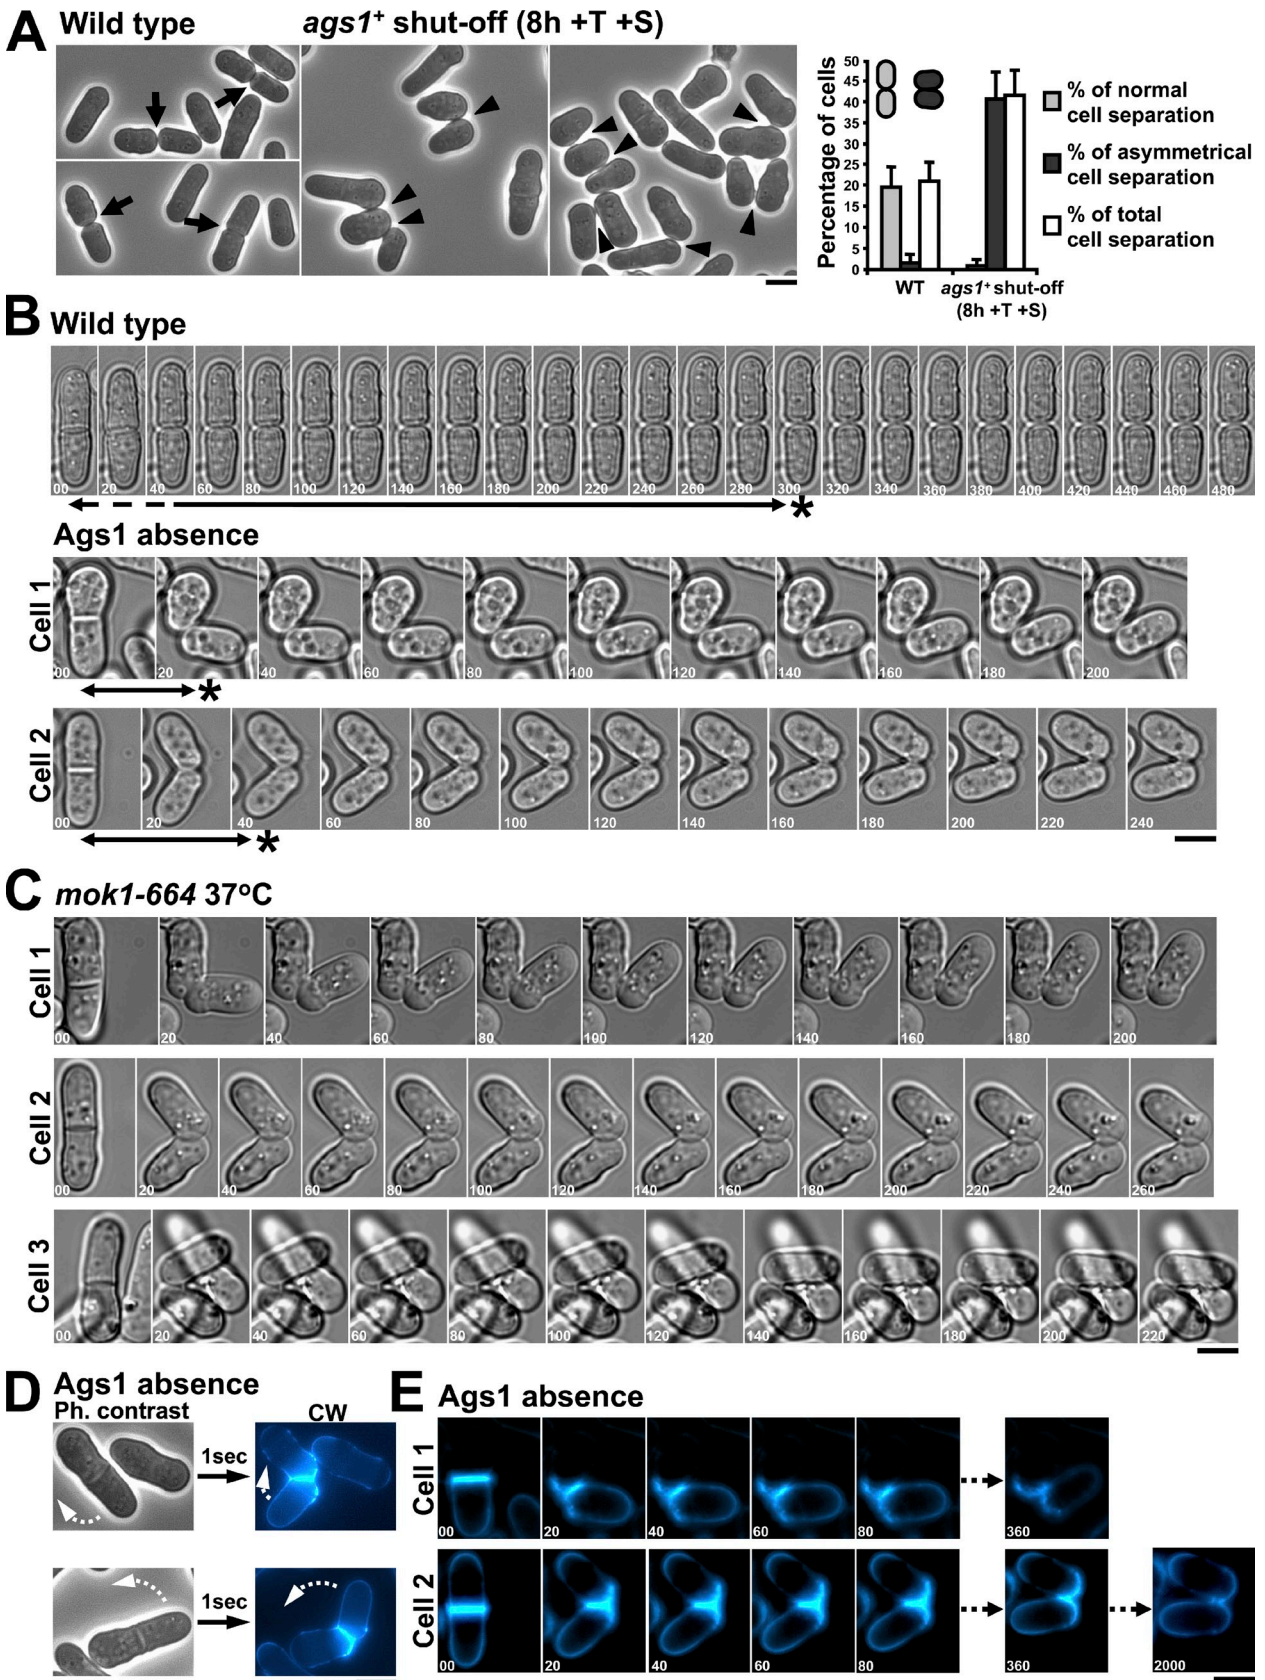 A
Wild type
ags1+ shut-off (8h +T +S)
Percentage of cells
50
45
40
35
30
25
20
15
10
5
0
WT
ags1+ shut-off
(8h +T +S)
% of normal
cell separation
% of asymmetrical
cell separation
% of total
cell separation
B
Wild type
00 20 40 60 80 100 120 140 160 180 200 220 240 260 280 300 320 340 360 380 400 420 440 460 480
*
Ags1 absence
Cell 1
00 20 40 60 80 100 120 140 160 180 200
*
Cell 2
00 20 40 60 80 100 120 140 160 180 200 220 240
*
C
mok1-664 37ºC
Cell 1
00 20 40 60 80 100 120 140 160 180 200
Cell 2
00 20 40 60 80 100 120 140 160 180 200 220 240 260
Cell 3
00 20 40 60 80 100 120 140 160 180 200 220
D
Ags1 absence
Ph. contrast
CW
1sec
1sec
E
Ags1 absence
Cell 1
00 20 40 60 80 360
Cell 2
00 20 40 60 80 360 2000